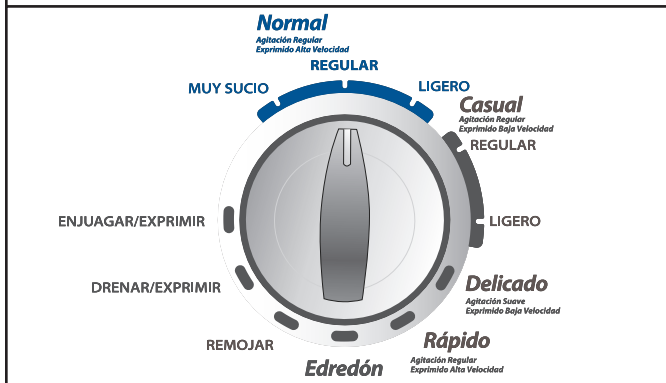 Normal
Agitación Regular
Exprimido Alta Velocidad
REGULAR
MUY SUCIO
LIGERO
Casual
Agitación Regular
Exprimido Baja Velocidad
REGULAR
LIGERO
ENJUAGAR/EXPRIMIR
DRENAR/EXPRIMIR
Delicado
Agitación Suave
Exprimido Baja Velocidad
REMOJAR
Rápido
Agitación Regular
Exprimido Alta Velocidad
Edredón